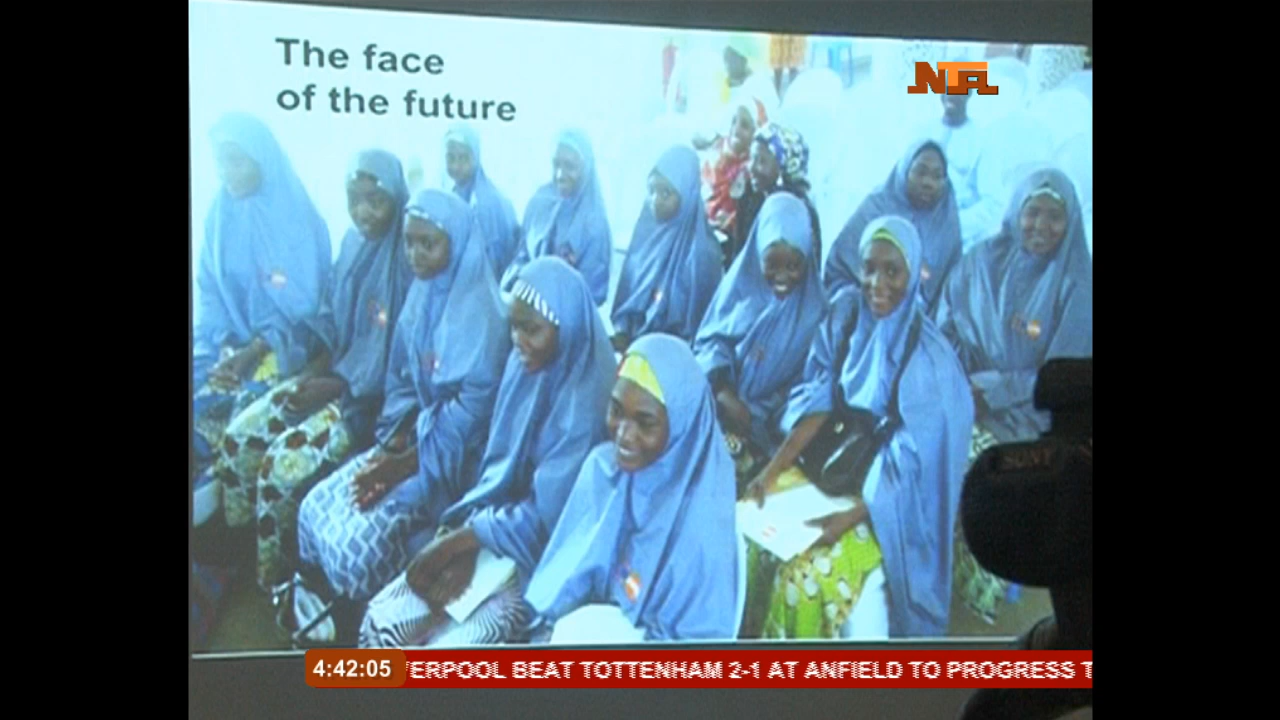 The face
of the future
NTA
4:42:05
ERPOOL BEAT TOTTENHAM 2-1 AT ANFIELD TO PROGRESS T